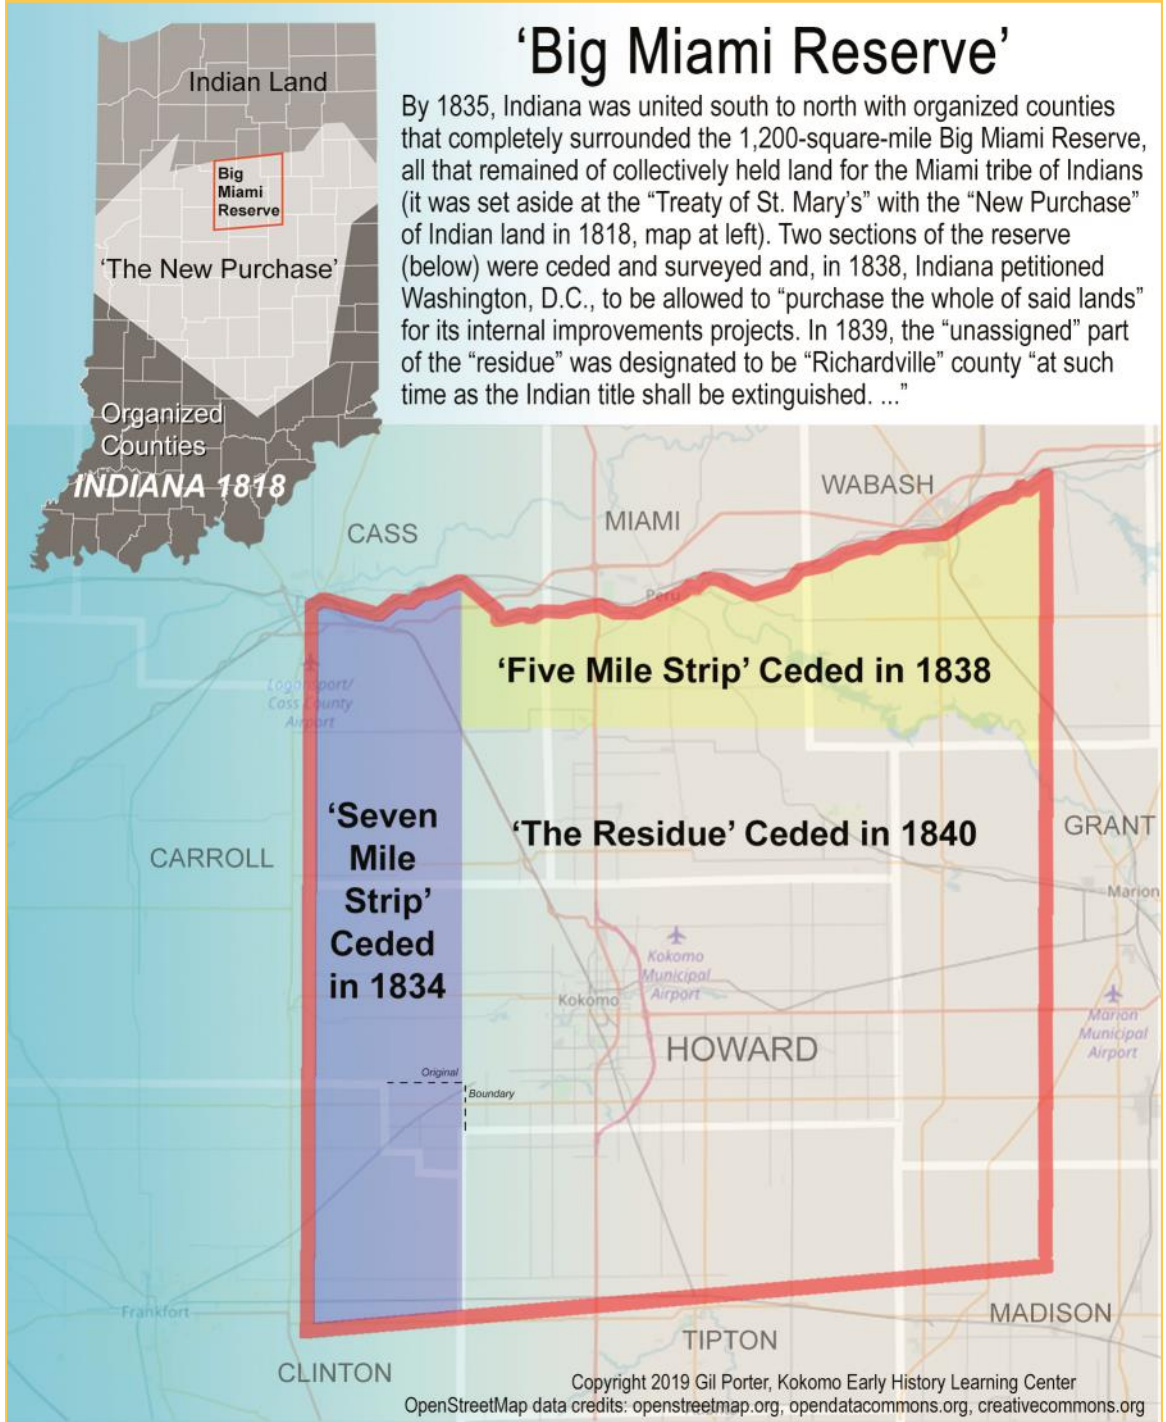 ‘Big Miami Reserve’
By 1835, Indiana was united south to north with organized counties
that completely surrounded the 1,200-square-mile Big Miami Reserve,
all that remained of collectively held land for the Miami tribe of Indians
(it was set aside at the “Treaty of St. Mary’s” with the “New Purchase”
of Indian land in 1818, map at left). Two sections of the reserve
(below) were ceded and surveyed and, in 1838, Indiana petitioned
Washington, D.C., to be allowed to “purchase the whole of said lands”
for its internal improvements projects. In 1839, the “unassigned” part
of the “residue” was designated to be “Richardville” county “at such
time as the Indian title shall be extinguished. ...”
Indian Land
Big
Miami
Reserve
‘The New Purchase’
Organized
Counties
INDIANA 1818
CASS
MIAMI
WABASH
Peru
‘Five Mile Strip’ Ceded in 1838
Logansport/
Cass County
Airport
‘Seven
Mile
Strip’
Ceded
in 1834
‘The Residue’ Ceded in 1840
CARROLL
GRANT
Marion
Kokomo
Municipal
Airport
Kokomo
HOWARD
Marion
Municipal
Airport
Original
Boundary
Frankfort
CLINTON
TIPTON
MADISON
Copyright 2019 Gil Porter, Kokomo Early History Learning Center
OpenStreetMap data credits: openstreetmap.org, opendatacommons.org, creativecommons.org